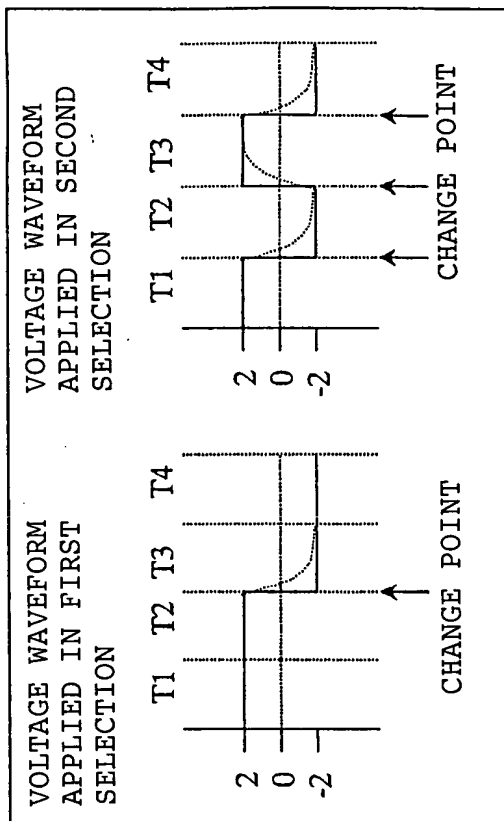 VOLTAGE WAVEFORM
APPLIED IN FIRST
SELECTION
T1 T2 T3 T4
2
0
-2
CHANGE POINT
VOLTAGE WAVEFORM
APPLIED IN SECOND
SELECTION
T1 T2 T3 T4
2
0
-2
CHANGE POINT